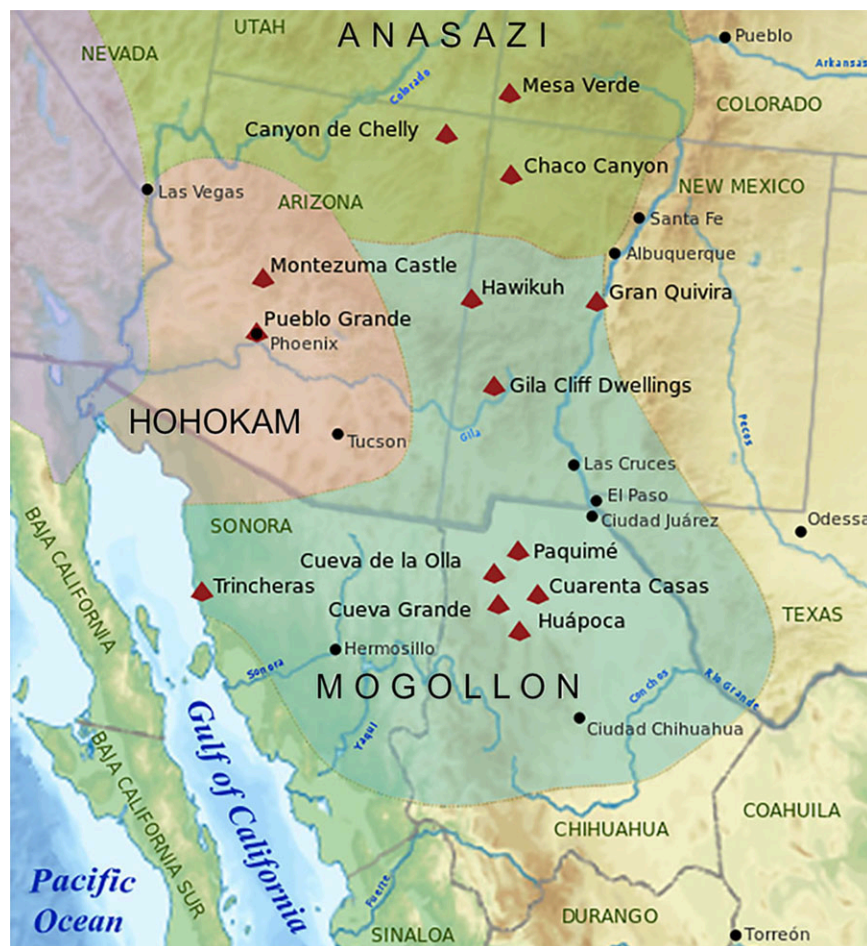 UTAH
ANASAZI
Pueblo
NEVADA
Arkansas
Colorado
Mesa Verde
COLORADO
Canyon de Chelly
Chaco Canyon
NEW MEXICO
Las Vegas
ARIZONA
Santa Fe
Albuquerque
Montezuma Castle
Hawikuh
Gran Quivira
Pueblo Grande
Phoenix
Gila Cliff Dwellings
HOHOKAM
Tucson
Gila
Pecos
Las Cruces
El Paso
Ciudad Juárez
Odessa
SONORA
BAJA CALIFORNIA
Cueva de la Olla
Paquimé
Trincheras
Cuarenta Casas
Cueva Grande
Huápoca
TEXAS
Hermosillo
Sonora
MOGOLLON
Conchos
Rio Grande
Yaqui
Ciudad Chihuahua
Gulf of California
BAJA CALIFORNIA SUR
CHIHUAHUA
COAHUILA
Pacific
Ocean
Fuerte
DURANGO
SINALOA
Torreón